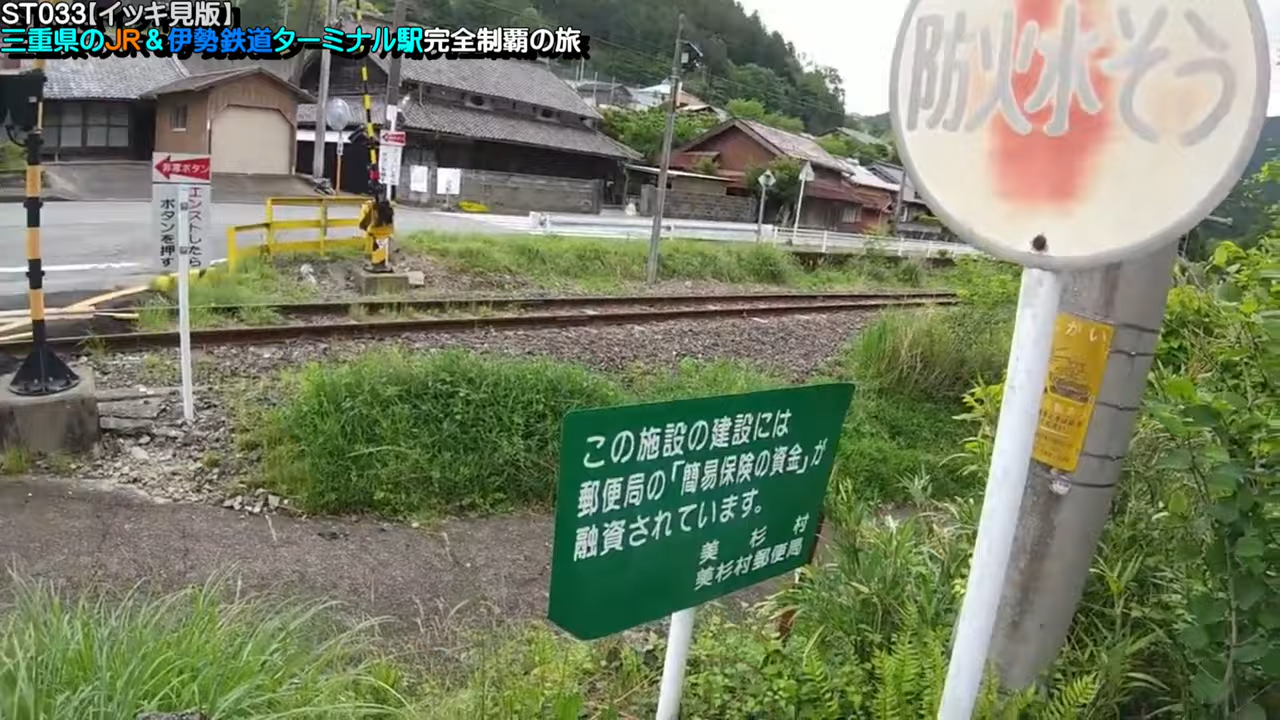 ST033【イッキ見版】
三重県のJR&伊勢鉄道ターミナル駅完全制覇の旅
防火水そう
非常ボタン
エンストしたら
ボタンを押す
かい
この施設の建設には
郵便局の「簡易保険の資金」が
融資されています。
美杉村
美杉村郵便局